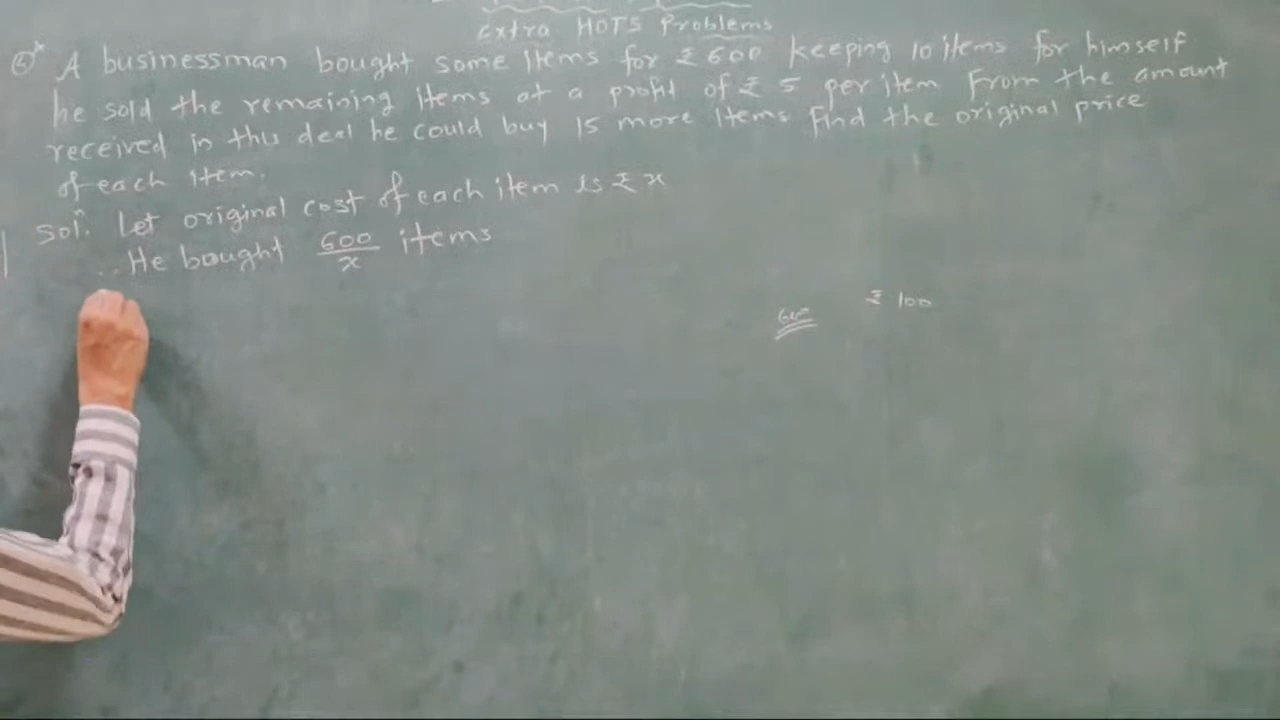 Extra HOTS Problems
6* A businessman bought some items for ₹ 600 keeping 10 items for himself
he sold the remaining items at a profit of ₹ 5 per item From the amount
received in this deal he could buy 15 more items Find the original price
of each item.
Solⁿ. Let original cost of each item is ₹ x
∴ He bought 600/x items
₹ 100
600